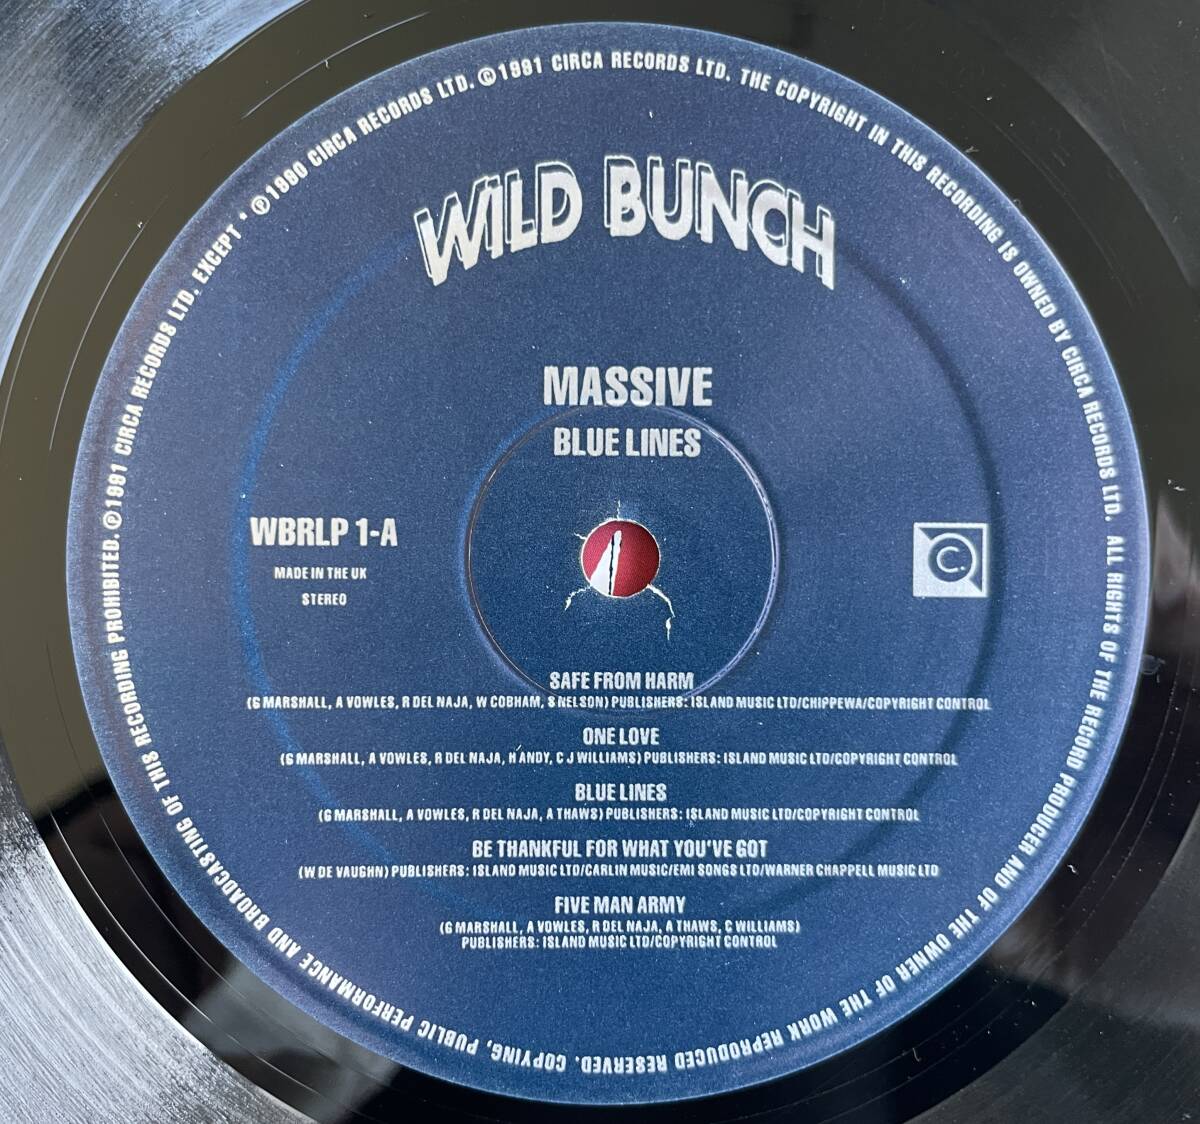 ℗1991 CIRCA RECORDS LTD. EXCEPT * ℗1990 CIRCA RECORDS LTD. ©1991 CIRCA RECORDS LTD. THE COPYRIGHT IN THIS RECORDING IS OWNED BY CIRCA RECORDS LTD. ALL RIGHTS OF THE RECORD PRODUCER AND OF THE OWNER OF THE WORK REPRODUCED RESERVED. COPYING, PUBLIC PERFORMANCE AND BROADCASTING OF THIS RECORDING PROHIBITED.
WILD BUNCH
MASSIVE
BLUE LINES
WBRLP 1-A
MADE IN THE UK
STEREO
C.
SAFE FROM HARM
(G MARSHALL, A VOWLES, R DEL NAJA, W COBHAM, S NELSON) PUBLISHERS: ISLAND MUSIC LTD/CHIPPEWA/COPYRIGHT CONTROL
ONE LOVE
(G MARSHALL, A VOWLES, R DEL NAJA, H ANDY, C J WILLIAMS) PUBLISHERS: ISLAND MUSIC LTD/COPYRIGHT CONTROL
BLUE LINES
(G MARSHALL, A VOWLES, R DEL NAJA, A THAWS) PUBLISHERS: ISLAND MUSIC LTD/COPYRIGHT CONTROL
BE THANKFUL FOR WHAT YOU'VE GOT
(W DE VAUGHN) PUBLISHERS: ISLAND MUSIC LTD/CARLIN MUSIC/EMI SONGS LTD/WARNER CHAPPELL MUSIC LTD
FIVE MAN ARMY
(G MARSHALL, A VOWLES, R DEL NAJA, A THAWS, C WILLIAMS)
PUBLISHERS: ISLAND MUSIC LTD/COPYRIGHT CONTROL